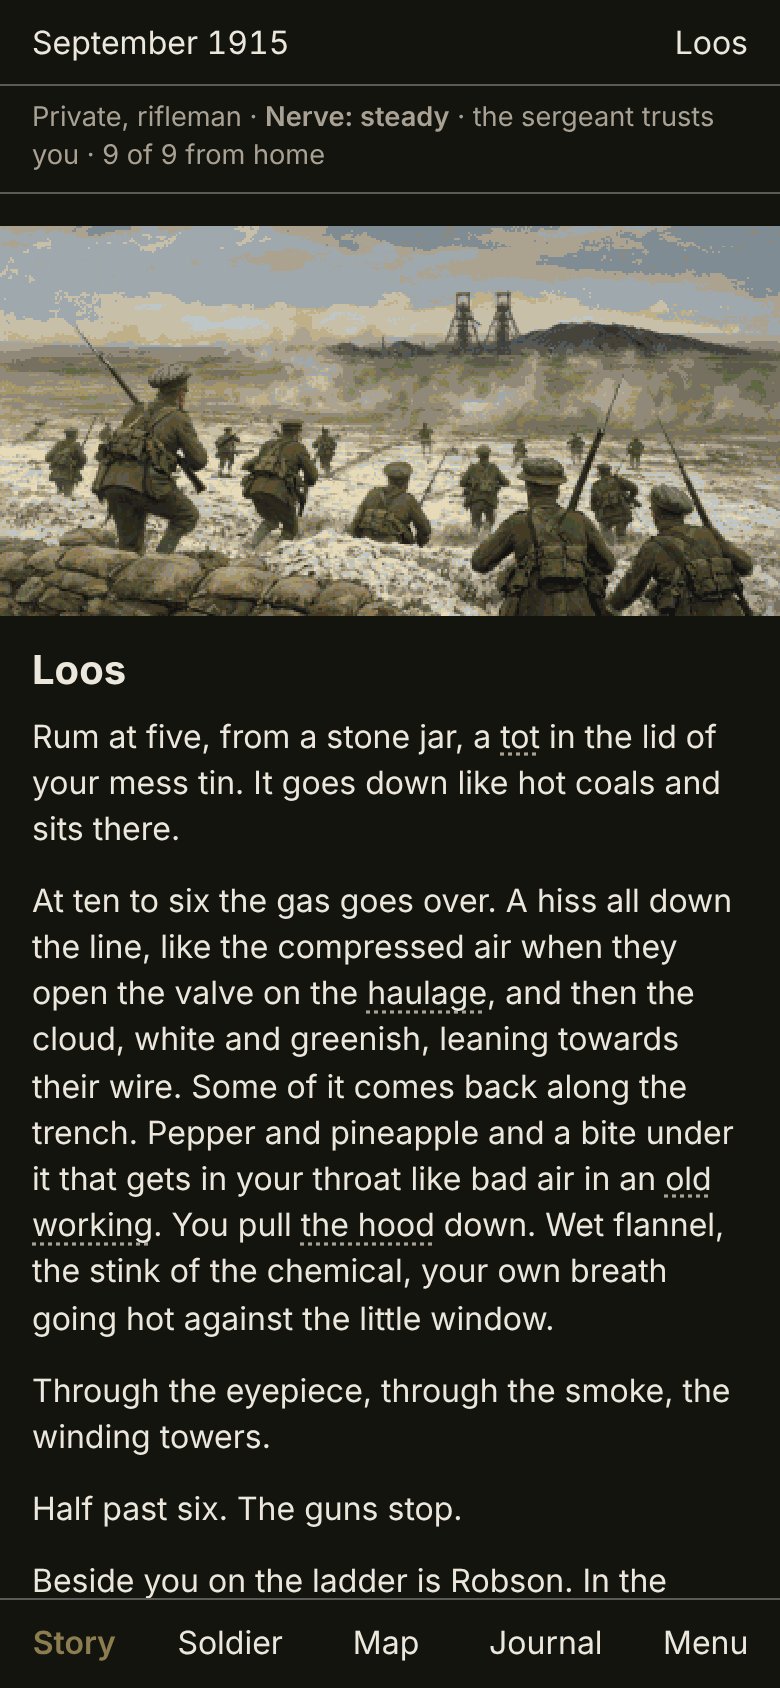 September 1915
Loos
Private, rifleman · Nerve: steady · the sergeant trusts
you · 9 of 9 from home
Loos
Rum at five, from a stone jar, a tot in the lid of
your mess tin. It goes down like hot coals and
sits there.
At ten to six the gas goes over. A hiss all down
the line, like the compressed air when they
open the valve on the haulage, and then the
cloud, white and greenish, leaning towards
their wire. Some of it comes back along the
trench. Pepper and pineapple and a bite under
it that gets in your throat like bad air in an old
working. You pull the hood down. Wet flannel,
the stink of the chemical, your own breath
going hot against the little window.
Through the eyepiece, through the smoke, the
winding towers.
Half past six. The guns stop.
Beside you on the ladder is Robson. In the
Story
Soldier
Map
Journal
Menu